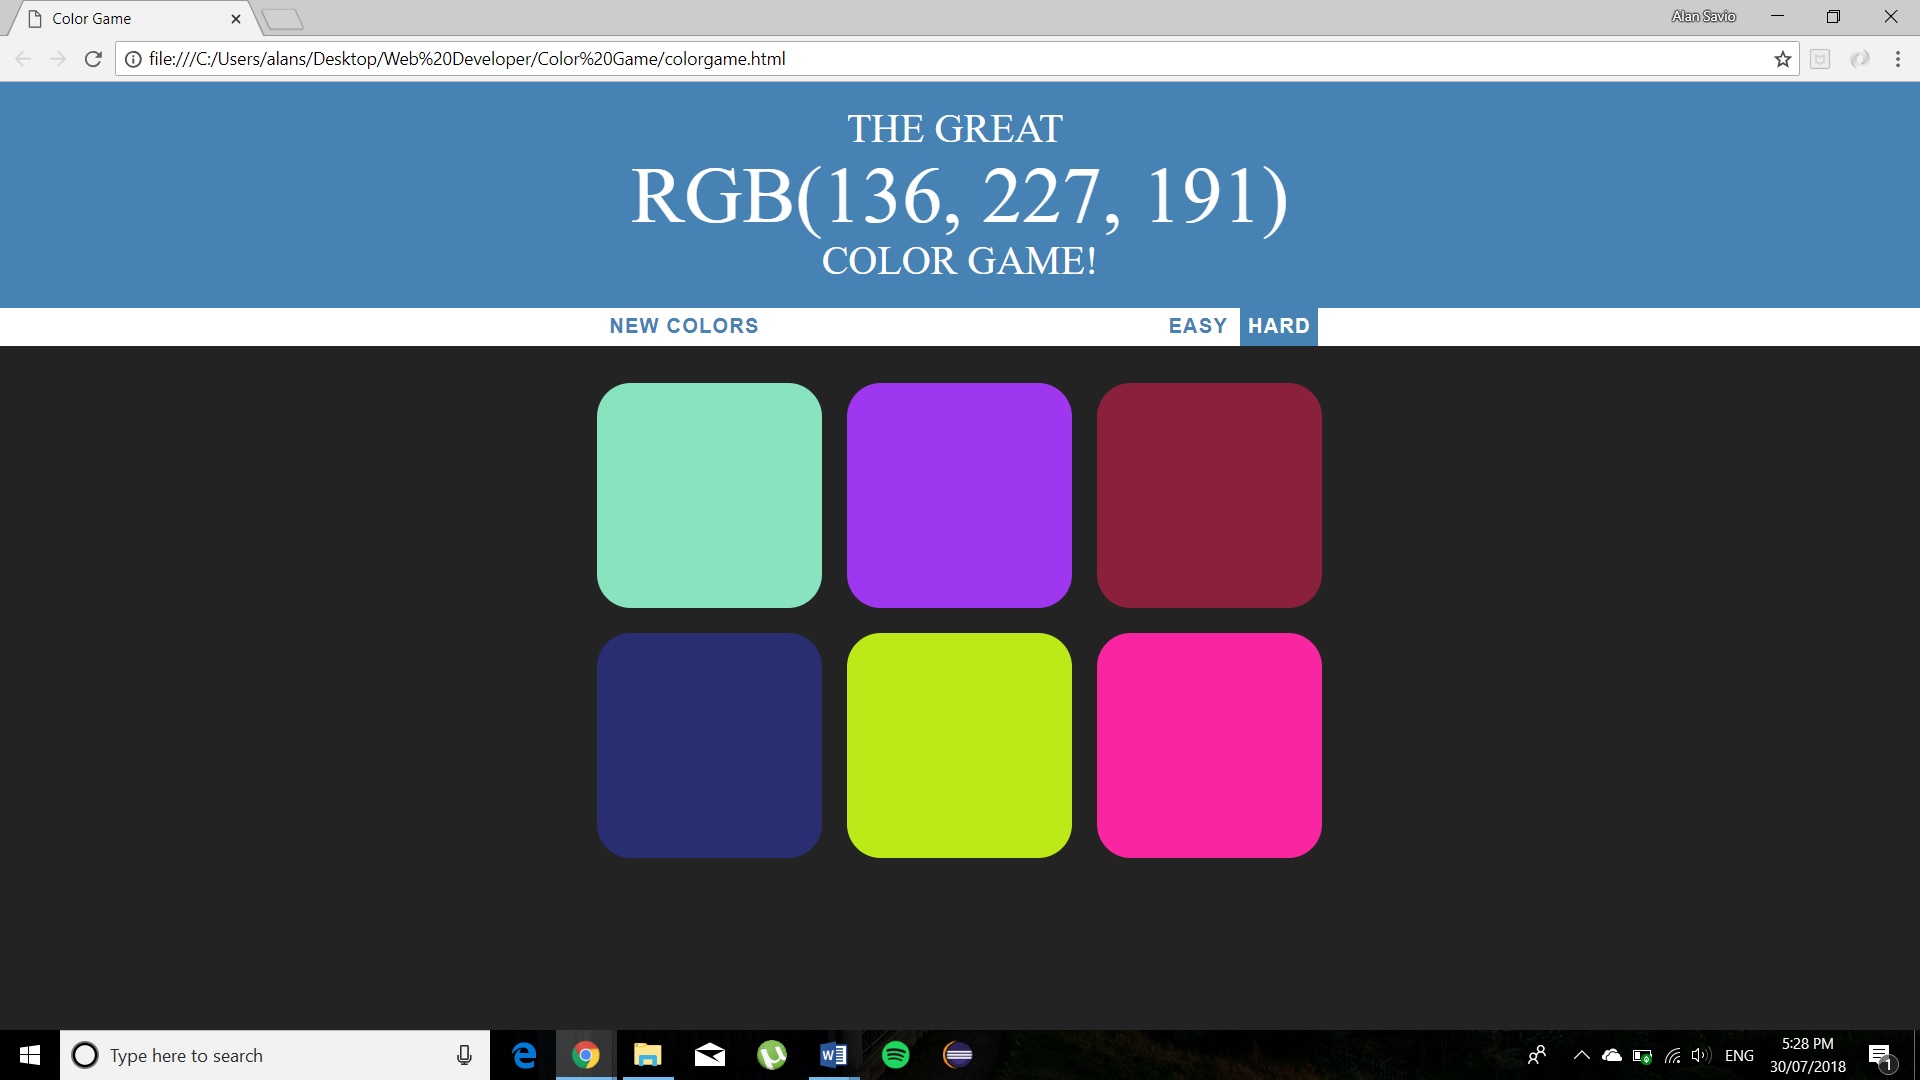 Color Game
Alan Savio
file:///C:/Users/alans/Desktop/Web%20Developer/Color%20Game/colorgame.html
THE GREAT
RGB(136, 227, 191)
COLOR GAME!
NEW COLORS
EASY
HARD
Type here to search
ENG
5:28 PM
30/07/2018
1